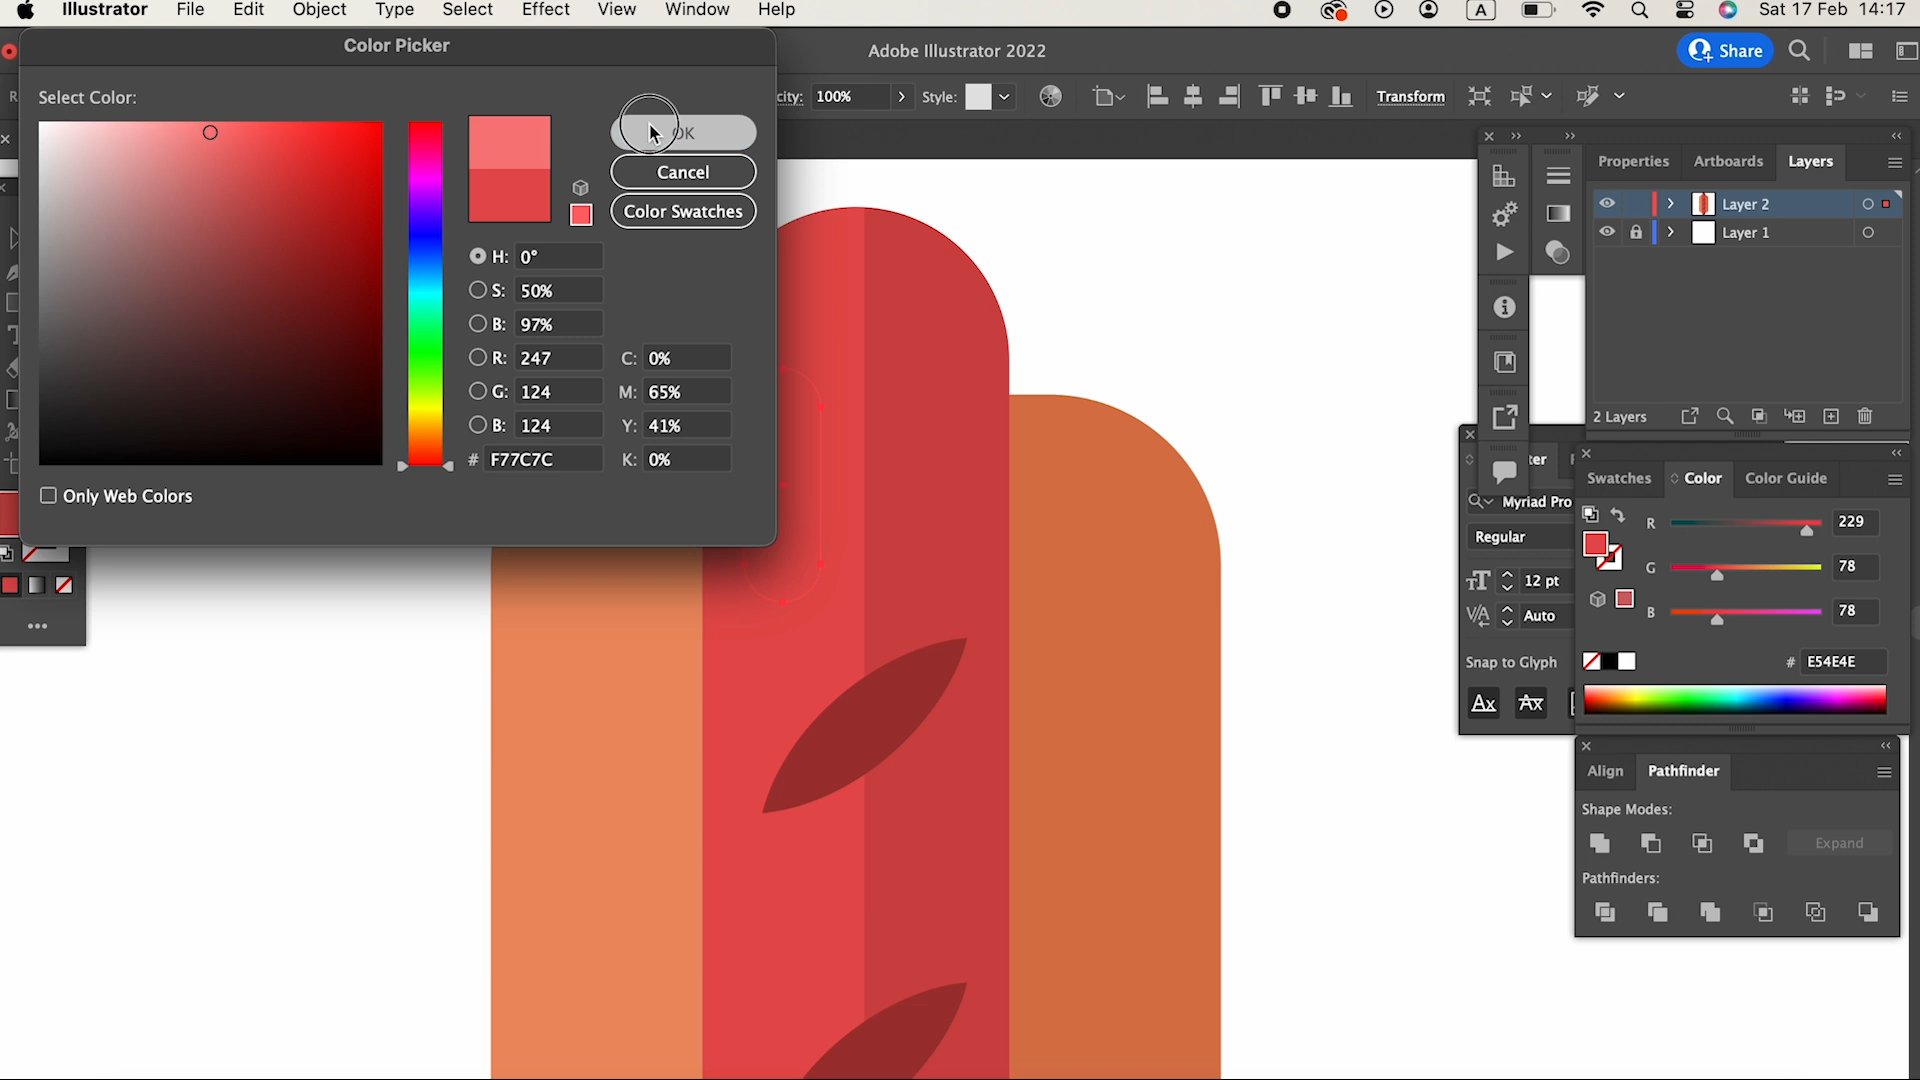 Illustrator File Edit Object Type Select Effect View Window Help A Sat 17 Feb 14:17
Color Picker
Adobe Illustrator 2022
Share
Select Color:
city: 100% Style: Transform
OK
Cancel
Color Swatches
H: 0°
S: 50%
B: 97%
R: 247 C: 0%
G: 124 M: 65%
B: 124 Y: 41%
# F77C7C K: 0%
Only Web Colors
Properties Artboards Layers
Layer 2
Layer 1
2 Layers
Swatches Color Color Guide
Myriad Pro
Regular
12 pt
Auto
Snap to Glyph
R 229
G 78
B 78
# E54E4E
Align Pathfinder
Shape Modes:
Expand
Pathfinders: